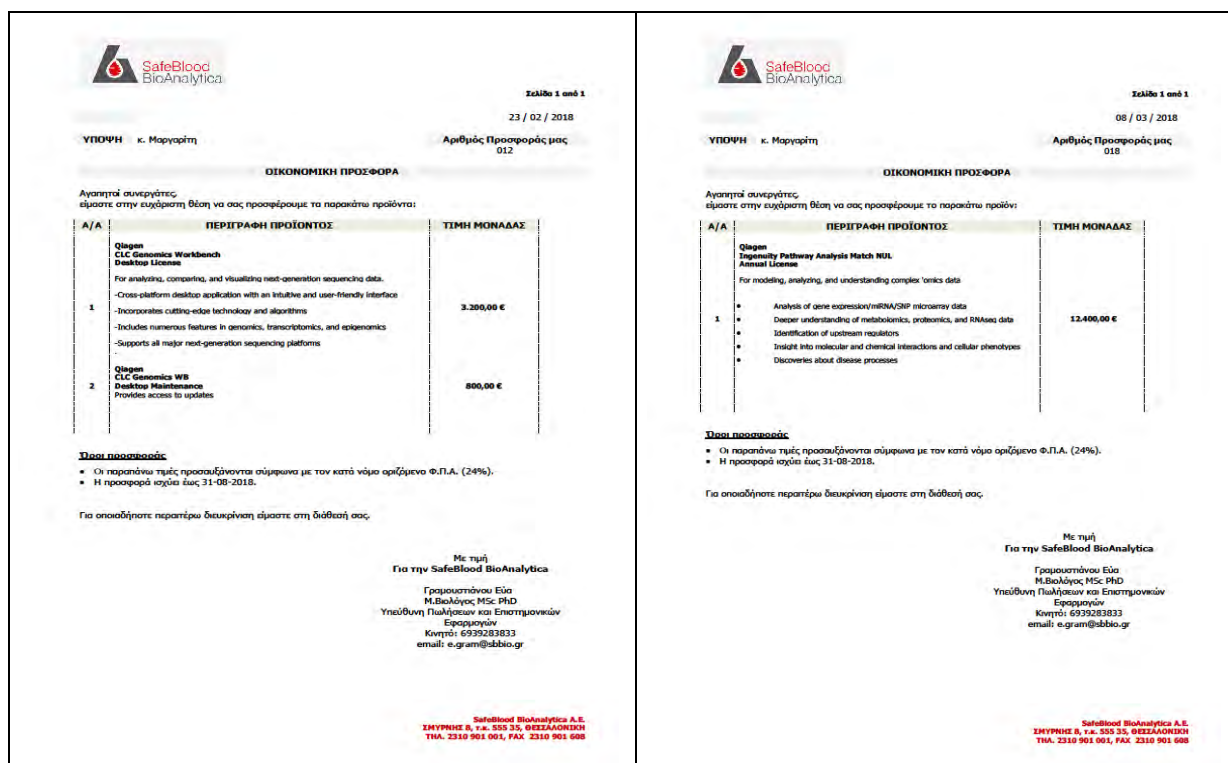 SafeBlood
BioAnalytica
Σελίδα 1 από 1
23 / 02 / 2018
ΥΠΟΨΗ κ. Μαργαρίτη
Αριθμός Προσφοράς μας
012
ΟΙΚΟΝΟΜΙΚΗ ΠΡΟΣΦΟΡΑ
Αγαπητοί συνεργάτες,
είμαστε στην ευχάριστη θέση να σας προσφέρουμε τα παρακάτω προϊόντα:
Α/Α ΠΕΡΙΓΡΑΦΗ ΠΡΟΪΟΝΤΟΣ ΤΙΜΗ ΜΟΝΑΔΑΣ
Qiagen
CLC Genomics Workbench
Desktop License
For analyzing, comparing, and visualizing next-generation sequencing data.
-Cross-platform desktop application with an intuitive and user-friendly interface
1 -Incorporates cutting-edge technology and algorithms 3.200,00 €
-Includes numerous features in genomics, transcriptomics, and epigenomics
-Supports all major next-generation sequencing platforms
.
Qiagen
CLC Genomics WB
2 Desktop Maintenance 800,00 €
Provides access to updates
Όροι προσφοράς
• Οι παραπάνω τιμές προσαυξάνονται σύμφωνα με τον κατά νόμο οριζόμενο Φ.Π.Α. (24%).
• Η προσφορά ισχύει έως 31-08-2018.
Για οποιαδήποτε περαιτέρω διευκρίνιση είμαστε στη διάθεσή σας.
Με τιμή
Για την SafeBlood BioAnalytica
Γραμουστιάνου Εύα
Μ.Βιολόγος MSc PhD
Υπεύθυνη Πωλήσεων και Επιστημονικών
Εφαρμογών
Κινητό: 6939283833
email: e.gram@sbbio.gr
SafeBlood BioAnalytica A.E.
ΣΜΥΡΝΗΣ 8, τ.κ. 555 35, ΘΕΣΣΑΛΟΝΙΚΗ
ΤΗΛ. 2310 901 001, FAX 2310 901 608
SafeBlood
BioAnalytica
Σελίδα 1 από 1
08 / 03 / 2018
ΥΠΟΨΗ κ. Μαργαρίτη
Αριθμός Προσφοράς μας
018
ΟΙΚΟΝΟΜΙΚΗ ΠΡΟΣΦΟΡΑ
Αγαπητοί συνεργάτες,
είμαστε στην ευχάριστη θέση να σας προσφέρουμε το παρακάτω προϊόν:
Α/Α ΠΕΡΙΓΡΑΦΗ ΠΡΟΪΟΝΤΟΣ ΤΙΜΗ ΜΟΝΑΔΑΣ
Qiagen
Ingenuity Pathway Analysis Match NUL
Annual License
For modeling, analyzing, and understanding complex 'omics data
• Analysis of gene expression/miRNA/SNP microarray data
1 • Deeper understanding of metabolomics, proteomics, and RNAseq data 12.400,00 €
• Identification of upstream regulators
• Insight into molecular and chemical interactions and cellular phenotypes
• Discoveries about disease processes
Όροι προσφοράς
• Οι παραπάνω τιμές προσαυξάνονται σύμφωνα με τον κατά νόμο οριζόμενο Φ.Π.Α. (24%).
• Η προσφορά ισχύει έως 31-08-2018.
Για οποιαδήποτε περαιτέρω διευκρίνιση είμαστε στη διάθεσή σας.
Με τιμή
Για την SafeBlood BioAnalytica
Γραμουστιάνου Εύα
Μ.Βιολόγος MSc PhD
Υπεύθυνη Πωλήσεων και Επιστημονικών
Εφαρμογών
Κινητό: 6939283833
email: e.gram@sbbio.gr
SafeBlood BioAnalytica A.E.
ΣΜΥΡΝΗΣ 8, τ.κ. 555 35, ΘΕΣΣΑΛΟΝΙΚΗ
ΤΗΛ. 2310 901 001, FAX 2310 901 608